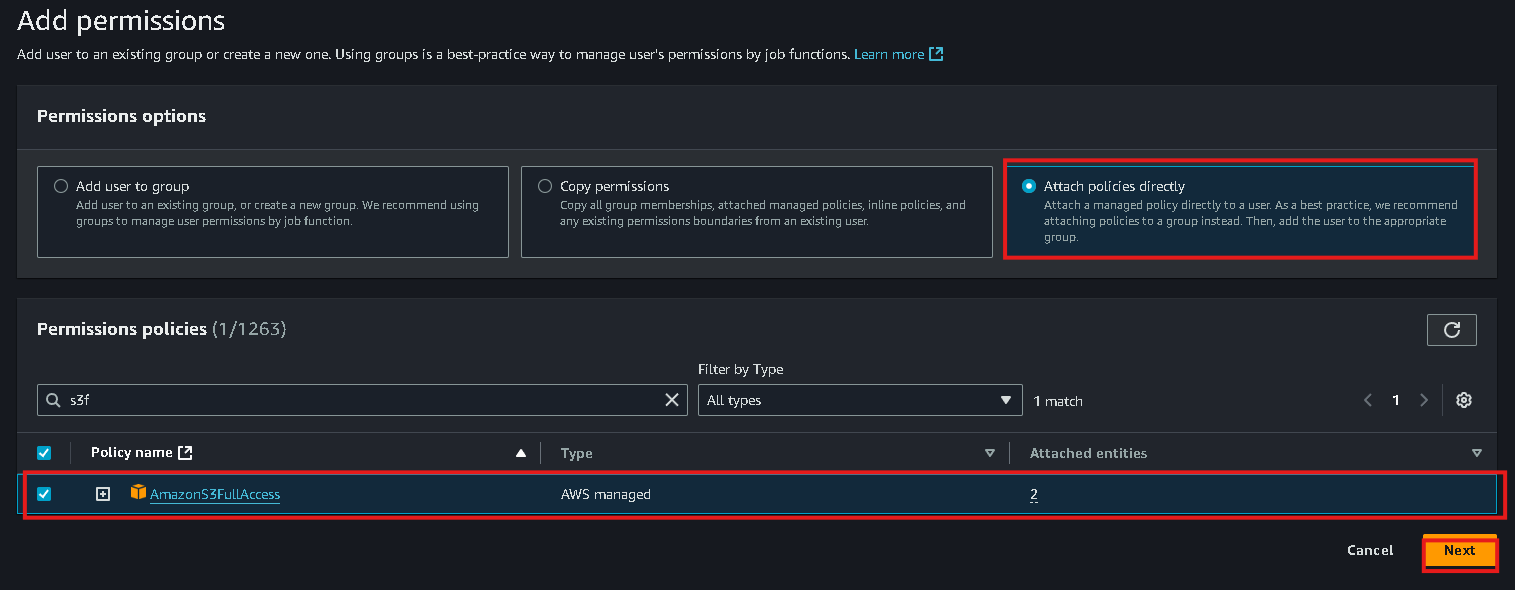 Add permissions
Add user to an existing group or create a new one. Using groups is a best-practice way to manage user's permissions by job functions. Learn more
Permissions options
Add user to group
Add user to an existing group, or create a new group. We recommend using
groups to manage user permissions by job function.
Copy permissions
Copy all group memberships, attached managed policies, inline policies, and
any existing permissions boundaries from an existing user.
Attach policies directly
Attach a managed policy directly to a user. As a best practice, we recommend
attaching policies to a group instead. Then, add the user to the appropriate
group.
Permissions policies (1/1263)
Filter by Type
s3f
All types
1 match
1
Policy name
Type
Attached entities
AmazonS3FullAccess
AWS managed
2
Cancel
Next